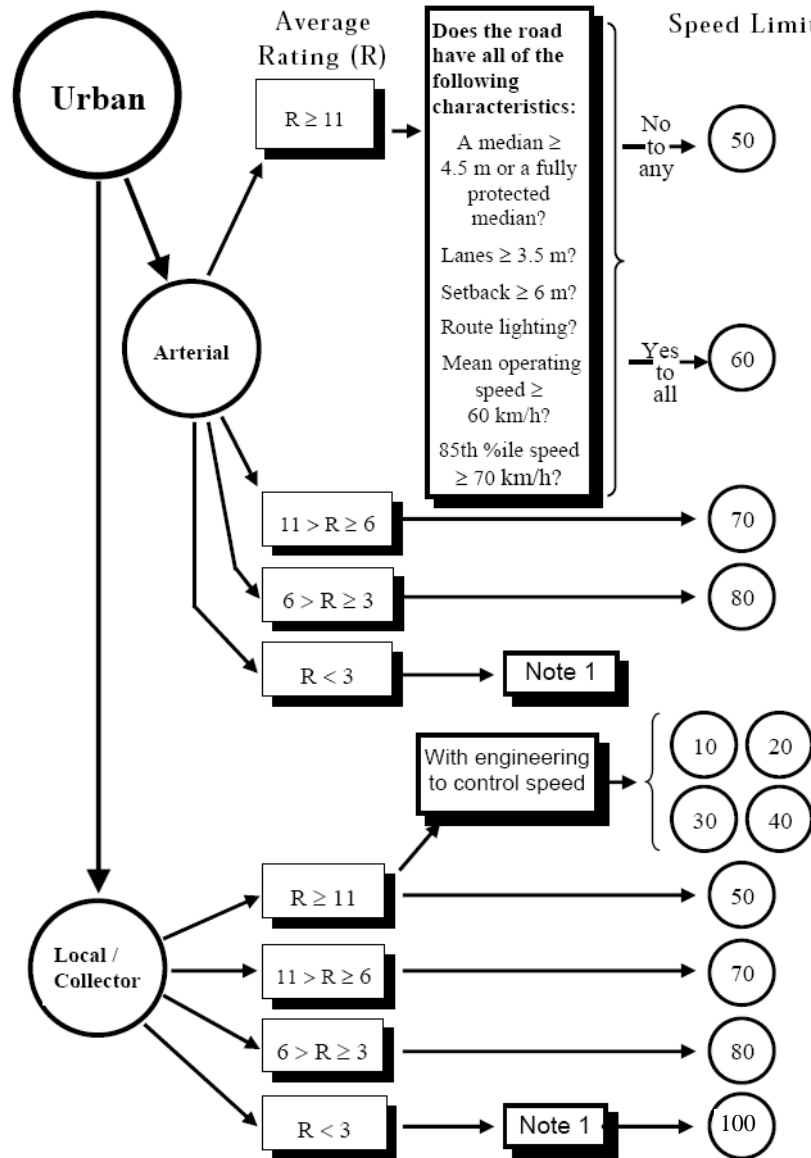 Urban
Average
Rating (R)
Speed Limit
R ≥ 11
Does the road
have all of the
following
characteristics:
A median ≥
4.5 m or a fully
protected
median?
Lanes ≥ 3.5 m?
Setback ≥ 6 m?
Route lighting?
Mean operating
speed ≥
60 km/h?
85th %ile speed
≥ 70 km/h?
No
to
any
50
Yes
to
all
60
Arterial
11 > R ≥ 6
70
6 > R ≥ 3
80
R < 3
Note 1
With engineering
to control speed
10
20
30
40
Local /
Collector
R ≥ 11
50
11 > R ≥ 6
70
6 > R ≥ 3
80
R < 3
Note 1
100